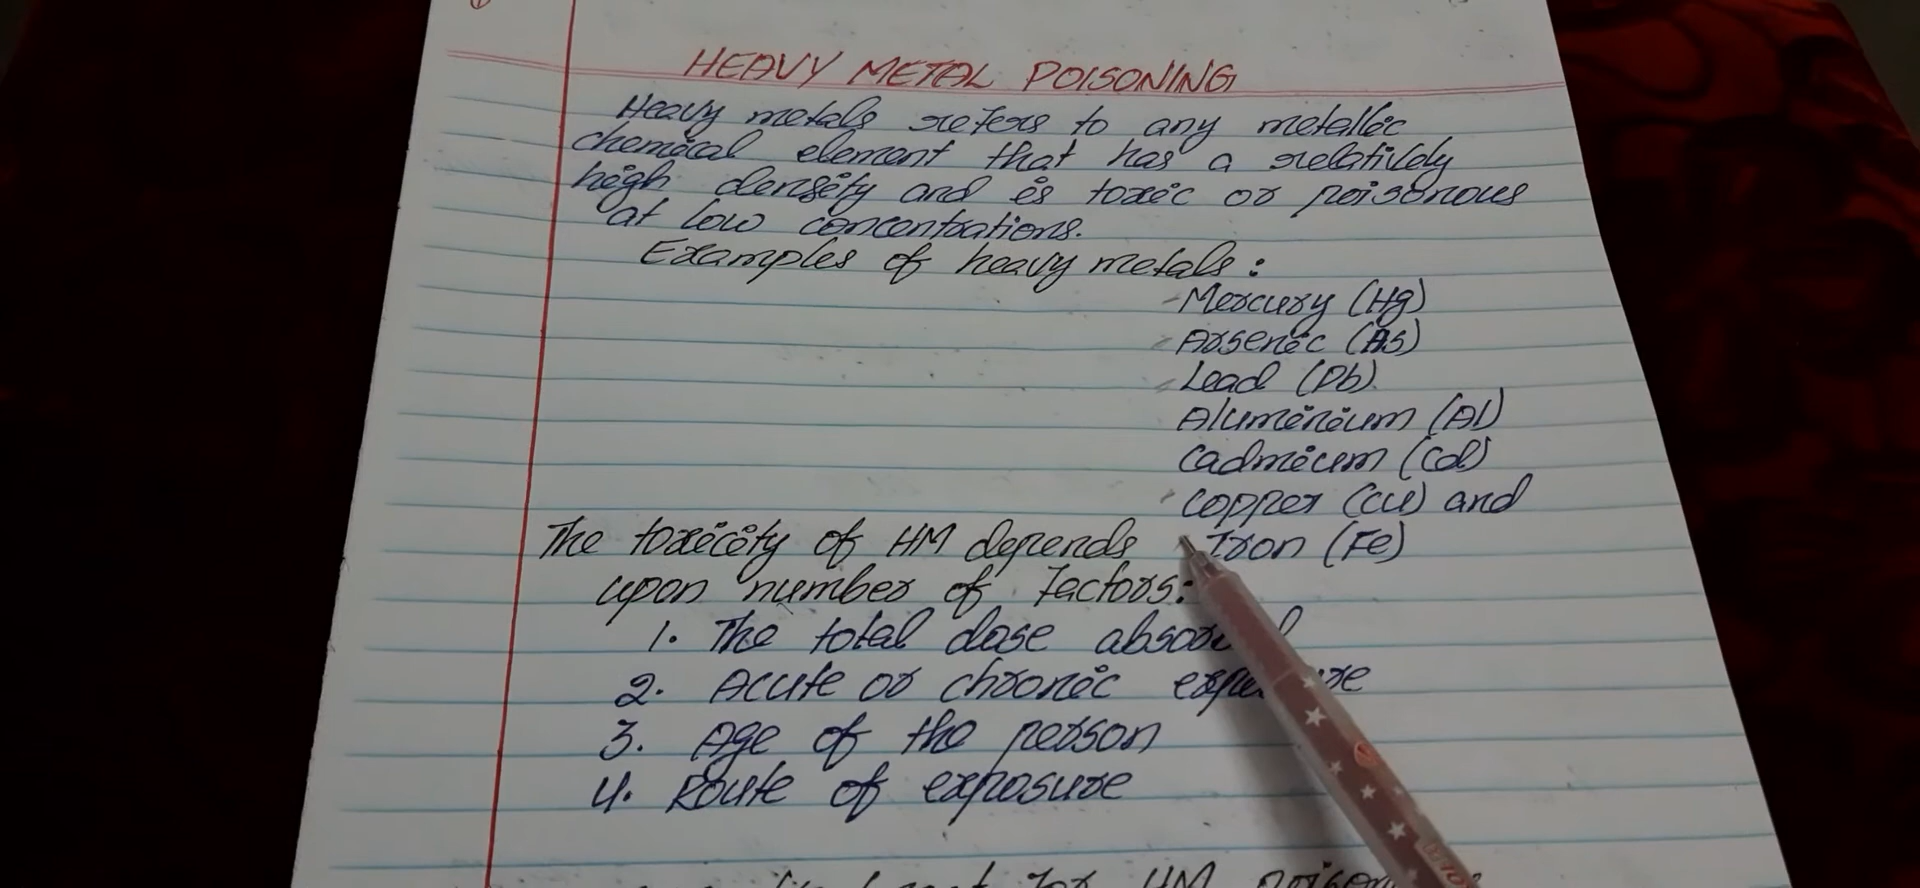 HEAVY METAL POISONING
Heavy metals refers to any metallic
chemical element that has a relatively
high density and is toxic or poisonous
at low concentrations.
Examples of heavy metals:
Mercury (Hg)
Arsenic (As)
Lead (Pb).
Aluminium (Al)
Cadmium (Cd)
Copper (Cu) and
Iron (Fe)
The toxicity of HM depends
upon number of factors:
1. The total dose
2. Acute or chronic
3. Age of the person
4. Route of exposure
for HM